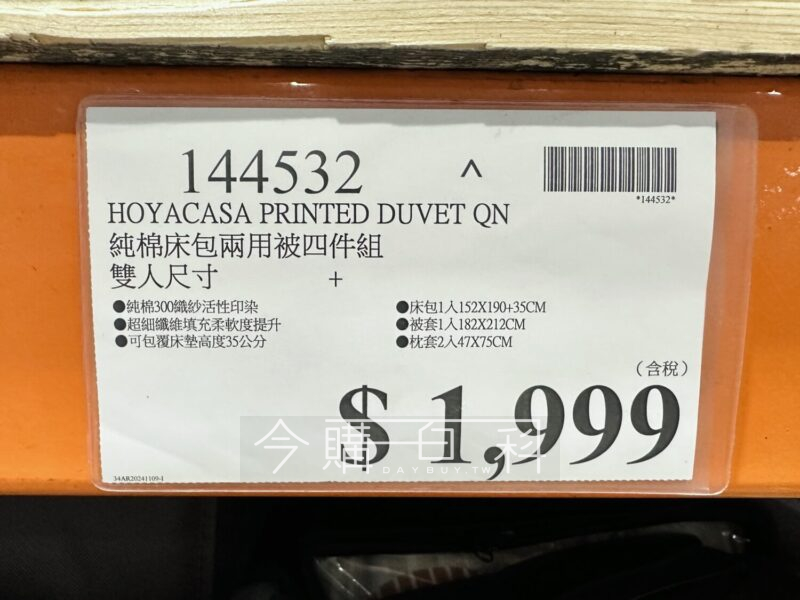 144532
^
*144532*
HOYACASA PRINTED DUVET QN
純棉床包兩用被四件組
雙人尺寸 +
●純棉300織紗活性印染
●超細纖維填充柔軟度提升
●可包覆床墊高度35公分
●床包1入152X190+35CM
●被套1入182X212CM
●枕套2入47X75CM
(含稅)
$ 1,999
今購百科
DAYBUY.TW
34AR20241109-1